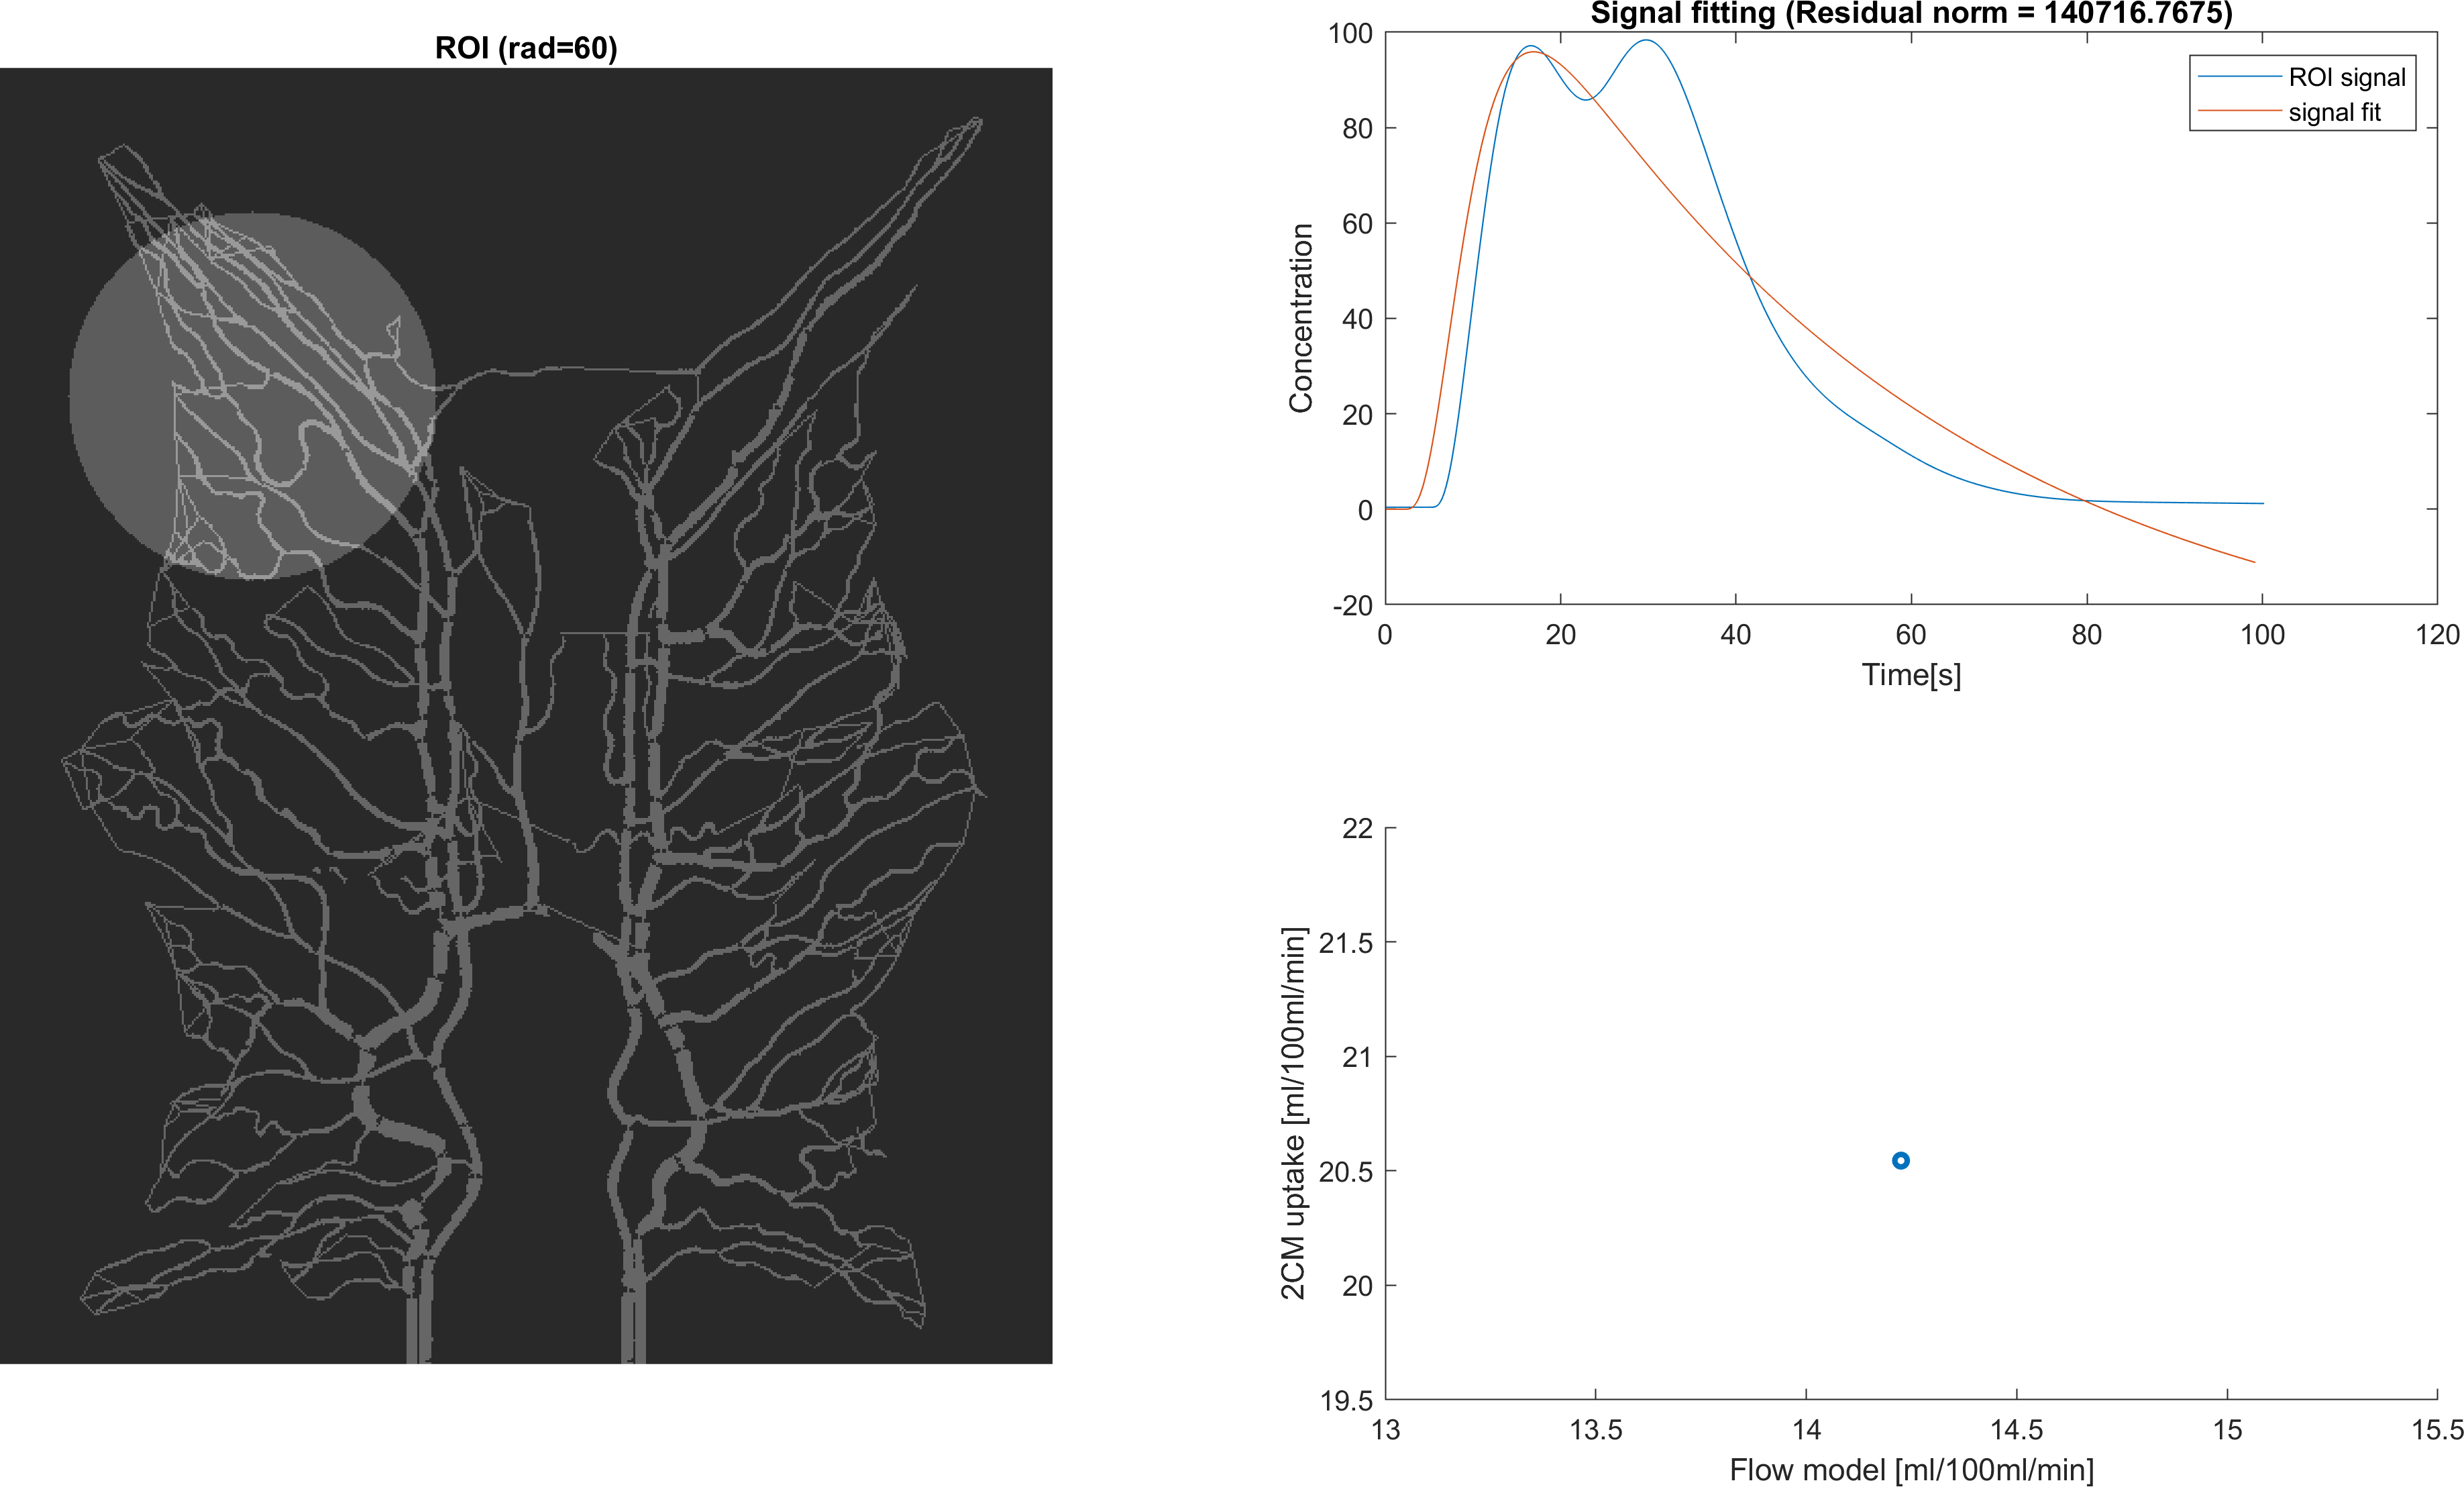 ROI (rad=60)
Signal fitting (Residual norm = 140716.7675)
100
80
60
40
20
0
-20
Concentration
ROI signal
signal fit
0 20 40 60 80 100 120
Time[s]
22
21.5
21
20.5
20
19.5
2CM uptake [ml/100ml/min]
13 13.5 14 14.5 15 15.5
Flow model [ml/100ml/min]